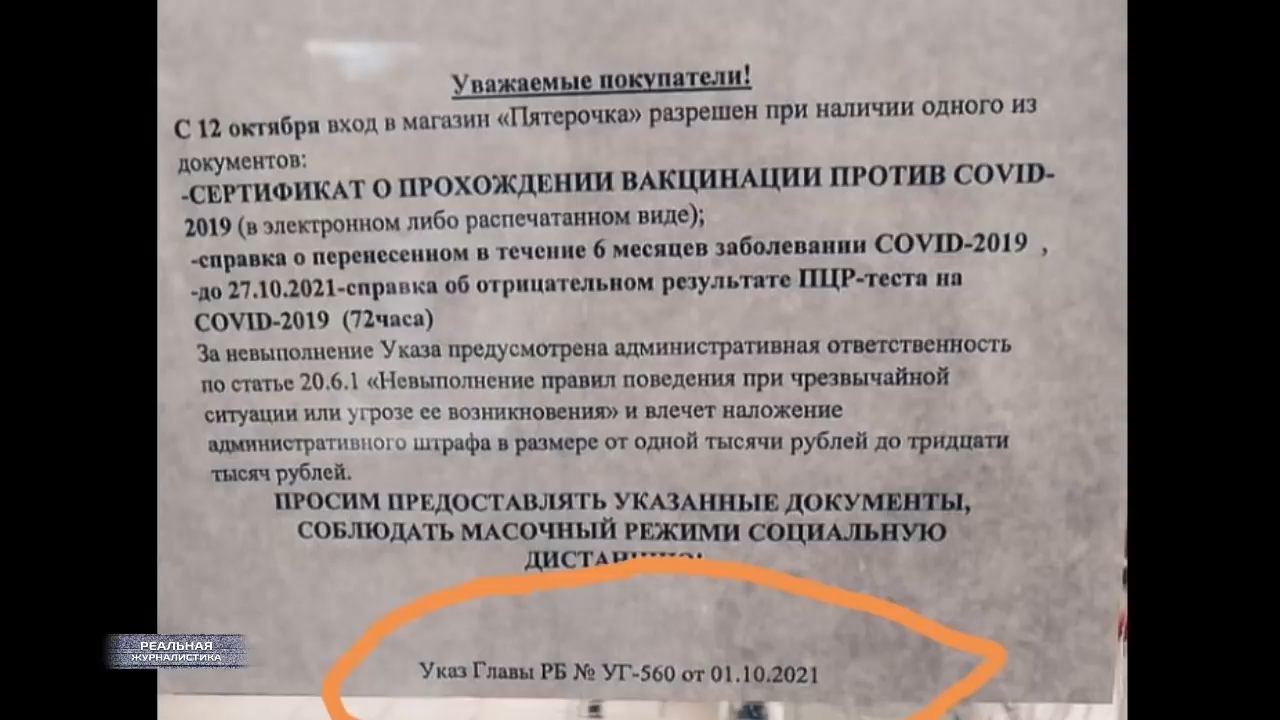 Уважаемые покупатели!
С 12 октября вход в магазин «Пятерочка» разрешен при наличии одного из
документов:
-СЕРТИФИКАТ О ПРОХОЖДЕНИИ ВАКЦИНАЦИИ ПРОТИВ COVID-
2019 (в электронном либо распечатанном виде);
-справка о перенесенном в течение 6 месяцев заболевании COVID-2019 ,
-до 27.10.2021-справка об отрицательном результате ПЦР-теста на
COVID-2019 (72часа)
За невыполнение Указа предусмотрена административная ответственность
по статье 20.6.1 «Невыполнение правил поведения при чрезвычайной
ситуации или угрозе ее возникновения» и влечет наложение
административного штрафа в размере от одной тысячи рублей до тридцати
тысяч рублей.
ПРОСИМ ПРЕДОСТАВЛЯТЬ УКАЗАННЫЕ ДОКУМЕНТЫ,
СОБЛЮДАТЬ МАСОЧНЫЙ РЕЖИМИ СОЦИАЛЬНУЮ
ДИСТАНЦИЮ!
РЕАЛЬНАЯ
ЖУРНАЛИСТИКА
Указ Главы РБ № УГ-560 от 01.10.2021